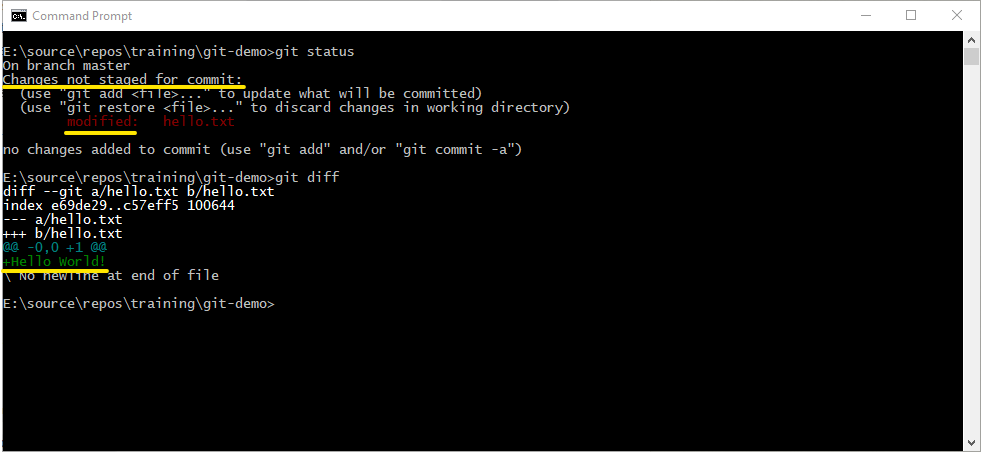 Command Prompt
E:\source\repos\training\git-demo>git status
On branch master
Changes not staged for commit:
  (use "git add <file>..." to update what will be committed)
  (use "git restore <file>..." to discard changes in working directory)
        modified:   hello.txt
no changes added to commit (use "git add" and/or "git commit -a")
E:\source\repos\training\git-demo>git diff
diff --git a/hello.txt b/hello.txt
index e69de29..c57eff5 100644
--- a/hello.txt
+++ b/hello.txt
@@ -0,0 +1 @@
+Hello World!
\ No newline at end of file
E:\source\repos\training\git-demo>